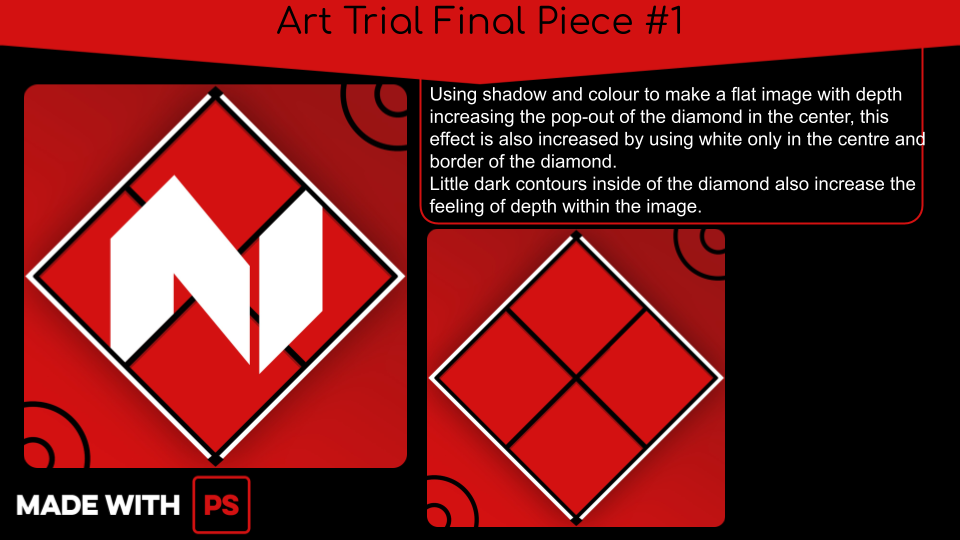 Art Trial Final Piece #1
Using shadow and colour to make a flat image with depth
increasing the pop-out of the diamond in the center, this
effect is also increased by using white only in the centre and
border of the diamond.
Little dark contours inside of the diamond also increase the
feeling of depth within the image.
NI
MADE WITH PS